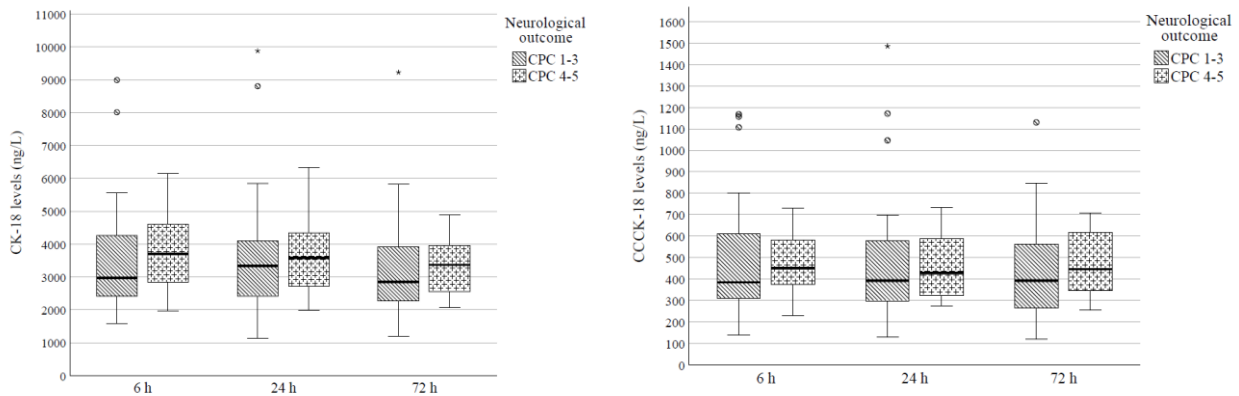 Neurological
outcome
CPC 1-3
CPC 4-5
CK-18 levels (ng/L)
11000
10000
9000
8000
7000
6000
5000
4000
3000
2000
1000
0
6 h
24 h
72 h
Neurological
outcome
CPC 1-3
CPC 4-5
CCCK-18 levels (ng/L)
1600
1500
1400
1300
1200
1100
1000
900
800
700
600
500
400
300
200
100
0
6 h
24 h
72 h